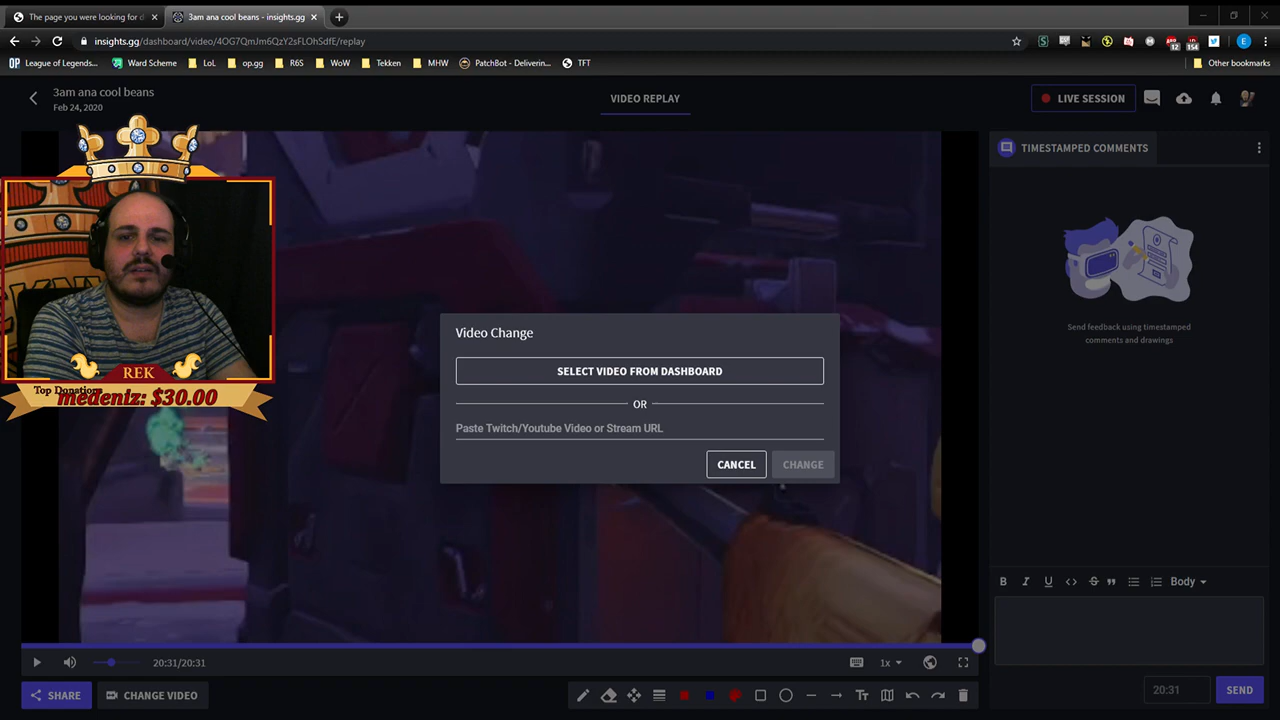 The page you were looking for d
3am ana cool beans - insights.gg
insights.gg/dashboard/video/4OG7QmJm6QzY2sFLOhSdfE/replay
12
154
E
OP League of Legends...
Ward Scheme
LoL
op.gg
R6S
WoW
Tekken
MHW
PatchBot - Deliverin...
TFT
Other bookmarks
3am ana cool beans
Feb 24, 2020
VIDEO REPLAY
LIVE SESSION
TIMESTAMPED COMMENTS
Send feedback using timestamped
comments and drawings
REK
Top Donation:
medeniz: $30.00
Video Change
SELECT VIDEO FROM DASHBOARD
OR
Paste Twitch/Youtube Video or Stream URL
CANCEL
CHANGE
B I U S Body
20:31/20:31
1x
SHARE
CHANGE VIDEO
Tт
20:31
SEND